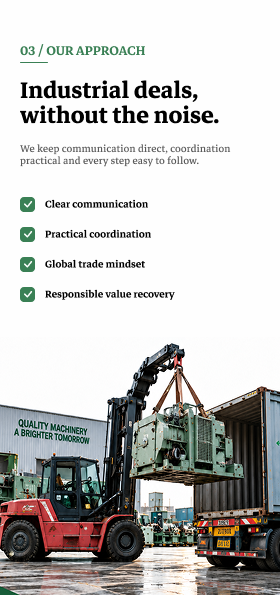 03 / OUR APPROACH
Industrial deals,
without the noise.
We keep communication direct, coordination
practical and every step easy to follow.
Clear communication
Practical coordination
Global trade mindset
Responsible value recovery
QUALITY MACHINERY
A BRIGHTER TOMORROW